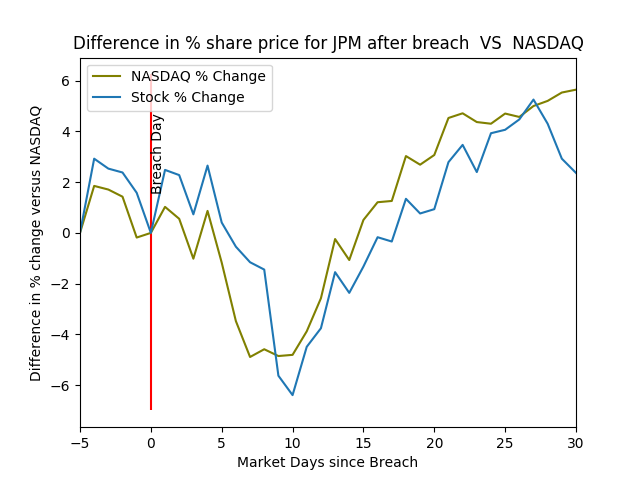 Difference in % share price for JPM after breach  VS  NASDAQ
NASDAQ % Change
Stock % Change
Breach Day
Difference in % change versus NASDAQ
6
4
2
0
−2
−4
−6
−5
0
5
10
15
20
25
30
Market Days since Breach